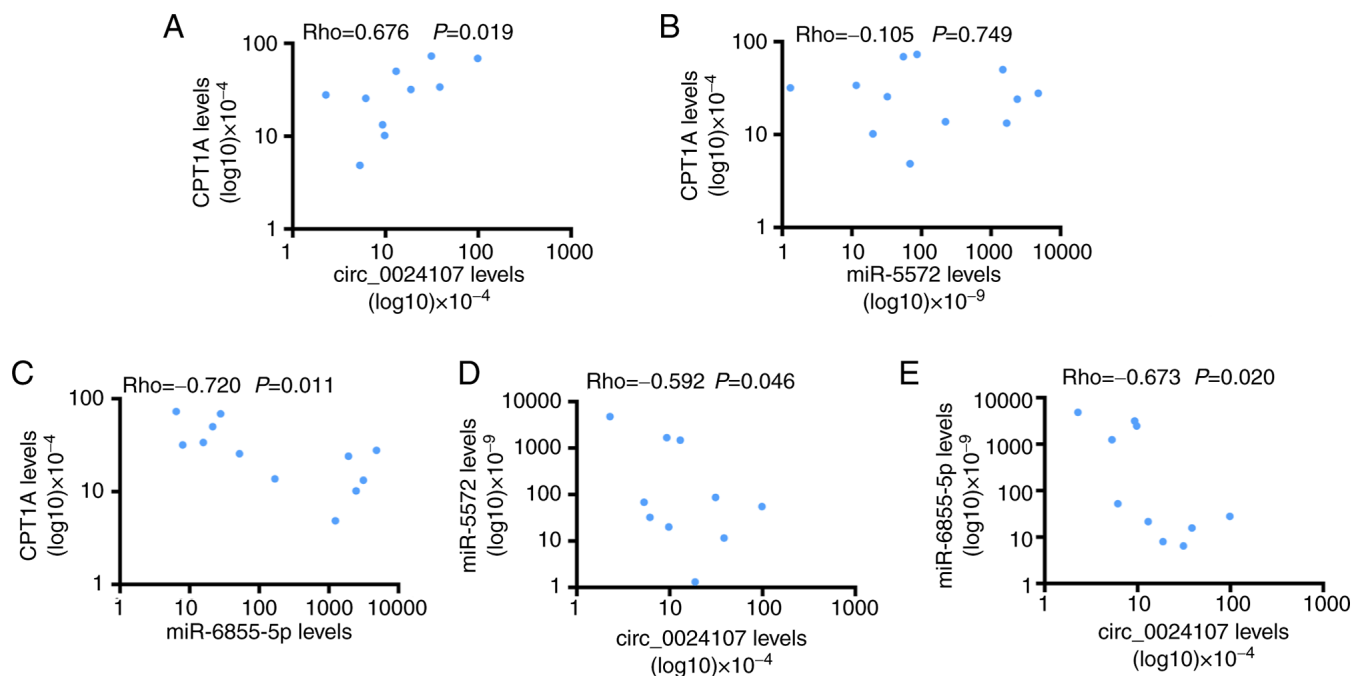 A
Rho=0.676 P=0.019
CPT1A levels
(log10)×10–4
100
10
1
1 10 100 1000
circ_0024107 levels
(log10)×10–4
B
Rho=–0.105 P=0.749
CPT1A levels
(log10)×10–4
100
10
1
1 10 100 1000 10000
miR-5572 levels
(log10)×10–9
C
Rho=–0.720 P=0.011
CPT1A levels
(log10)×10–4
100
10
1
1 10 100 1000 10000
miR-6855-5p levels
D
Rho=–0.592 P=0.046
miR-5572 levels
(log10)×10–9
10000
1000
100
10
1
1 10 100 1000
circ_0024107 levels
(log10)×10–4
E
Rho=–0.673 P=0.020
miR-6855-5p levels
(log10)×10–9
10000
1000
100
10
1
1 10 100 1000
circ_0024107 levels
(log10)×10–4